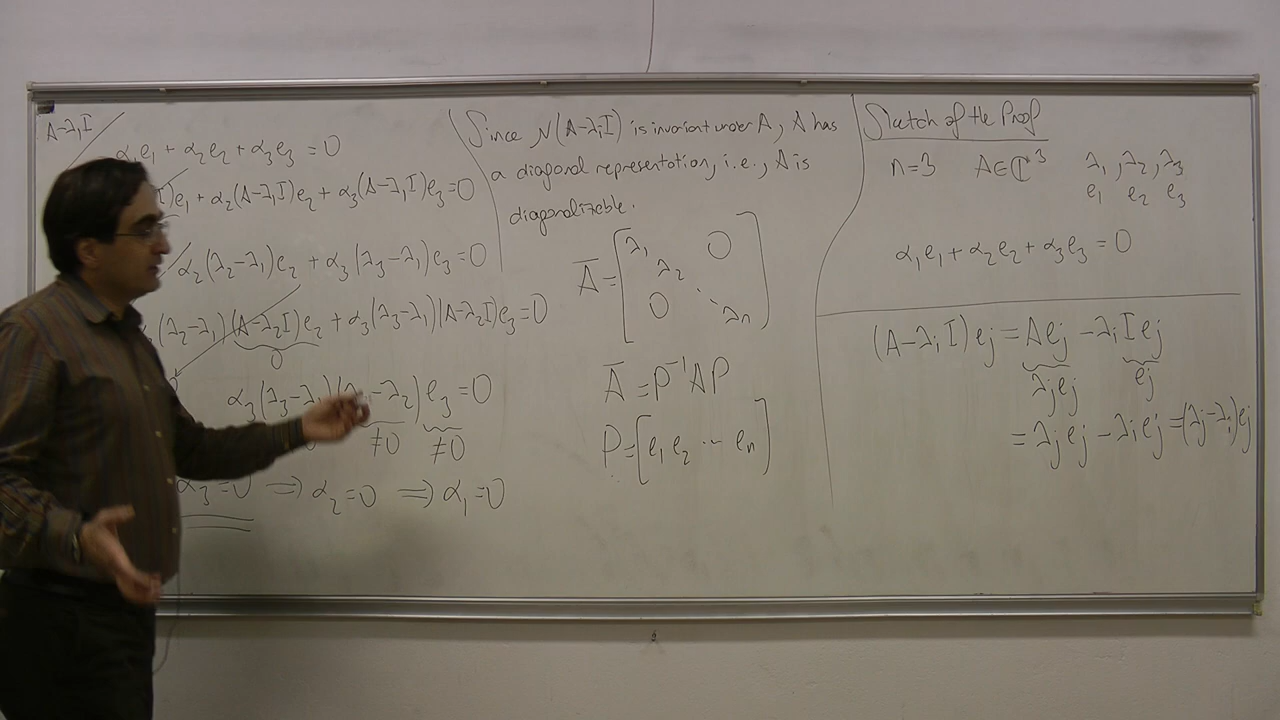 A-λ₁I
α₁e₁ + α₂e₂ + α₃e₃ = 0
I)e₁ + α₂(A-λ₁I)e₂ + α₃(A-λ₁I)e₃ = 0
α₂(λ₂-λ₁)e₂ + α₃(λ₃-λ₁)e₃ = 0
(λ₂-λ₁)(A-λ₂I)e₂ + α₃(λ₃-λ₁)(A-λ₂I)e₃ = 0
0
α₃(λ₃-λ₁)(-λ₂)e₃ = 0
≠0 ≠0
α₃=0 ⇒ α₂=0 ⇒ α₁=0
Since N(A-λᵢI) is invariant under A, A has
a diagonal representation, i.e., A is
diagonalizable.
Ā = [λ₁ 0
λ₂
0 ⋱ λₙ]
Ā = P⁻¹AP
P = [e₁ e₂ ⋯ eₙ]
Sketch of the Proof
n=3 A∈ℂ³ λ₁, λ₂, λ₃
e₁ e₂ e₃
α₁e₁ + α₂e₂ + α₃e₃ = 0
(A-λᵢI)eⱼ = Aeⱼ - λᵢIeⱼ
λⱼeⱼ eⱼ
= λⱼeⱼ - λᵢeⱼ = (λⱼ-λᵢ)eⱼ